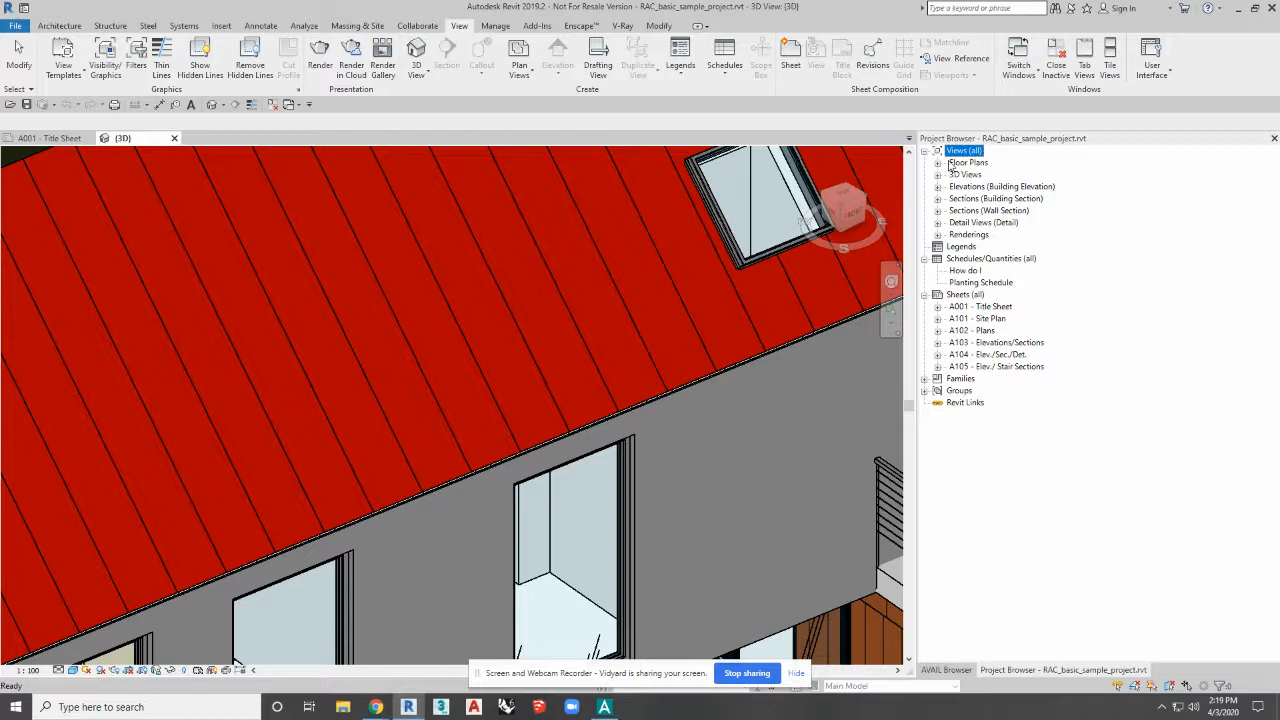 Autodesk Revit 2019.2 - Not For Resale Version - RAC_basic_sample_project.rvt - 3D View: {3D}
Type a keyword or phrase
Sign In
File Architecture Structure Steel Systems Insert Annotate Analyze Massing & Site Collaborate View Manage Add-Ins Enscape™ V-Ray Modify
Modify
View Templates
Visibility/ Graphics
Filters
Thin Lines
Show Hidden Lines
Remove Hidden Lines
Cut Profile
Render
Render in Cloud
Render Gallery
3D View
Section
Callout
Plan Views
Elevation
Drafting View
Duplicate View
Legends
Schedules
Scope Box
Sheet
View
Title Block
Revisions
Guide Grid
Matchline
View Reference
Viewports
Switch Windows
Close Inactive
Tab Views
Tile Views
User Interface
Select Graphics Presentation Create Sheet Composition Windows
A001 - Title Sheet
{3D}
Project Browser - RAC_basic_sample_project.rvt
Views (all)
Floor Plans
3D Views
Elevations (Building Elevation)
Sections (Building Section)
Sections (Wall Section)
Detail Views (Detail)
Renderings
Legends
Schedules/Quantities (all)
How do I
Planting Schedule
Sheets (all)
A001 - Title Sheet
A101 - Site Plan
A102 - Plans
A103 - Elevations/Sections
A104 - Elev./Sec./Det.
A105 - Elev./ Stair Sections
Families
Groups
Revit Links
FRONT
S
E
1 : 100
Screen and Webcam Recorder - Vidyard is sharing your screen.
Stop sharing
Hide
AVAIL Browser
Project Browser - RAC_basic_sample_project.rvt
Ready
Main Model
:0
Type here to search
2:19 PM
4/3/2020